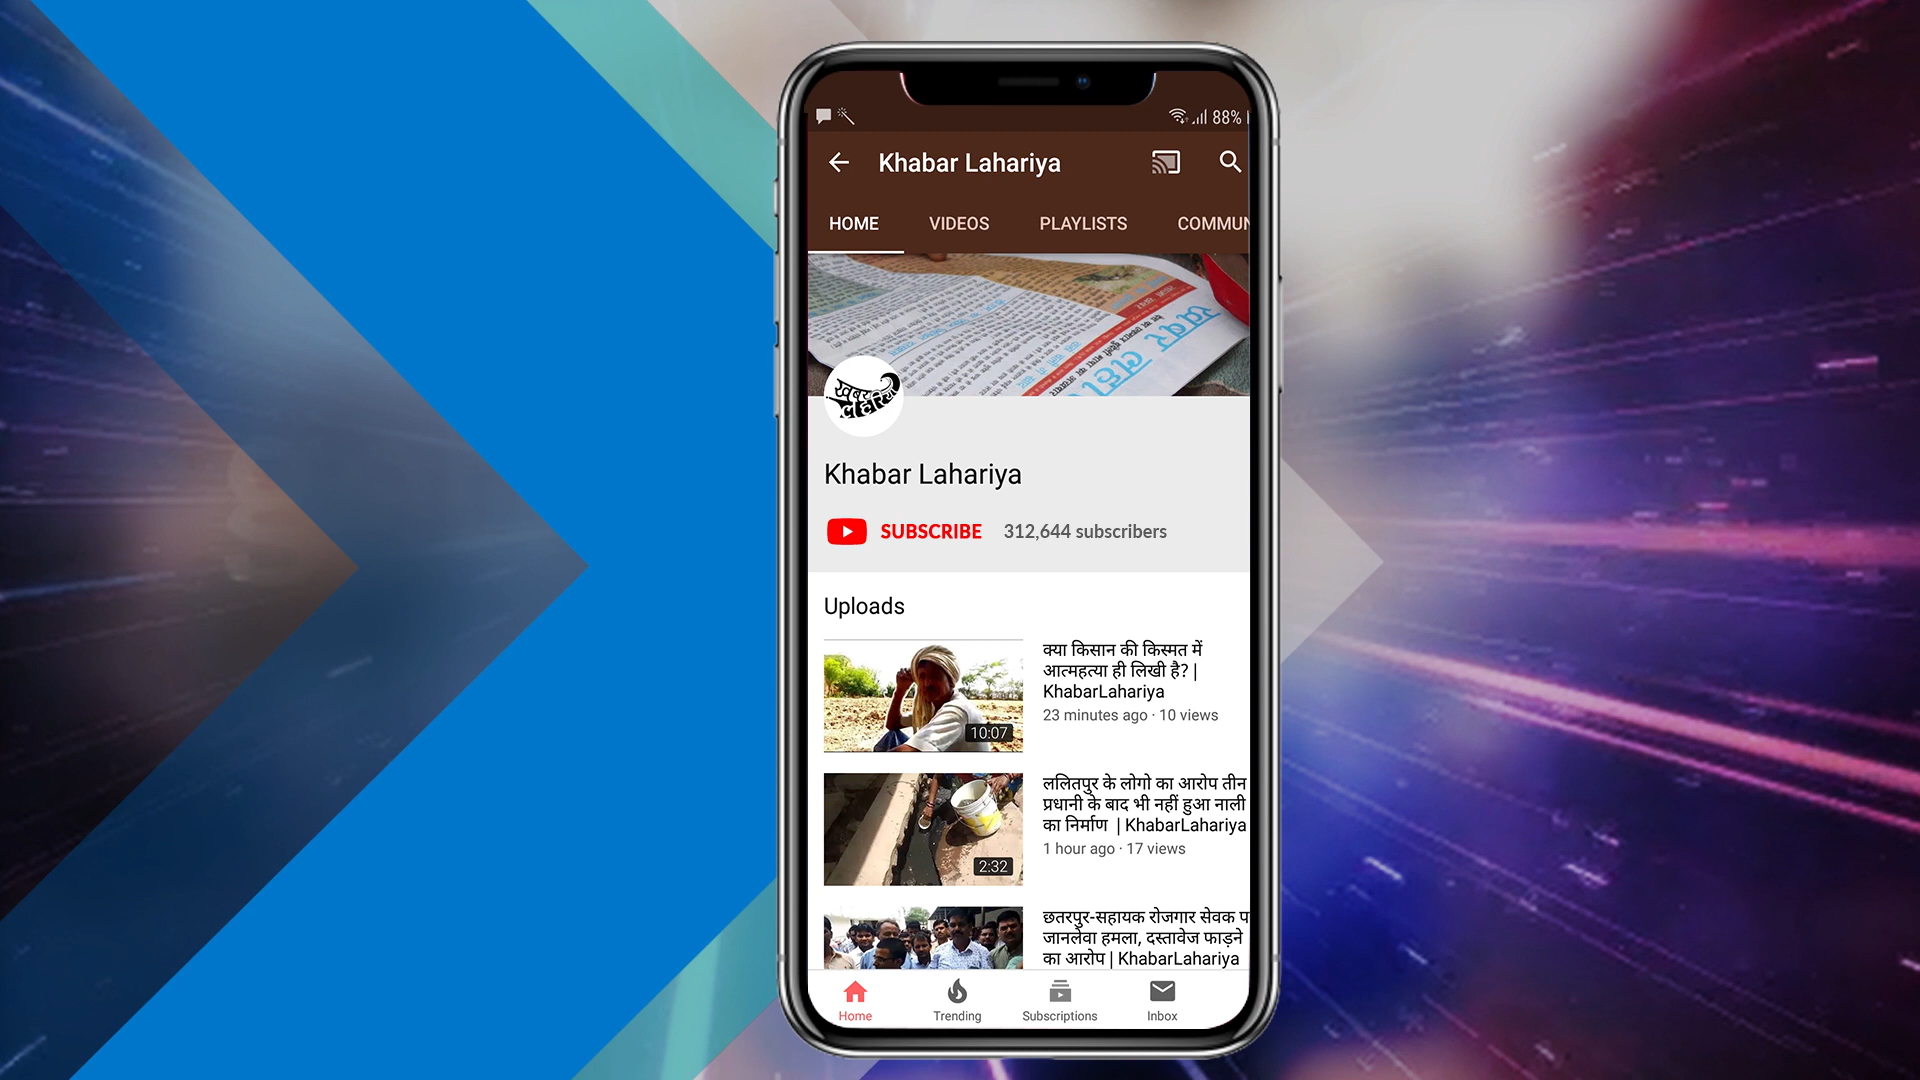 88%
Khabar Lahariya
HOME VIDEOS PLAYLISTS COMMUN
खबर लहरिया
Khabar Lahariya
SUBSCRIBE 312,644 subscribers
Uploads
क्या किसान की किस्मत में
आत्महत्या ही लिखी है? |
KhabarLahariya
23 minutes ago · 10 views
10:07
ललितपुर के लोगो का आरोप तीन
प्रधानी के बाद भी नहीं हुआ नाली
का निर्माण | KhabarLahariya
1 hour ago · 17 views
2:32
छतरपुर-सहायक रोजगार सेवक प
जानलेवा हमला, दस्तावेज फाड़ने
का आरोप | KhabarLahariya
Home Trending Subscriptions Inbox